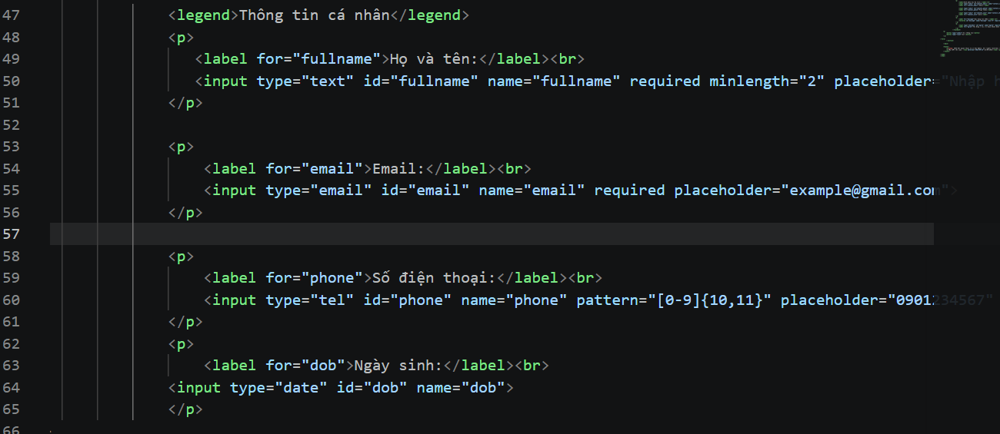 47 <legend>Thông tin cá nhân</legend>
48 <p>
49 <label for="fullname">Họ và tên:</label><br>
50 <input type="text" id="fullname" name="fullname" required minlength="2" placeholder="Nhập h
51 </p>
52
53 <p>
54 <label for="email">Email:</label><br>
55 <input type="email" id="email" name="email" required placeholder="example@gmail.com">
56 </p>
57
58 <p>
59 <label for="phone">Số điện thoại:</label><br>
60 <input type="tel" id="phone" name="phone" pattern="[0-9]{10,11}" placeholder="0901234567"
61 </p>
62 <p>
63 <label for="dob">Ngày sinh:</label><br>
64 <input type="date" id="dob" name="dob">
65 </p>
66